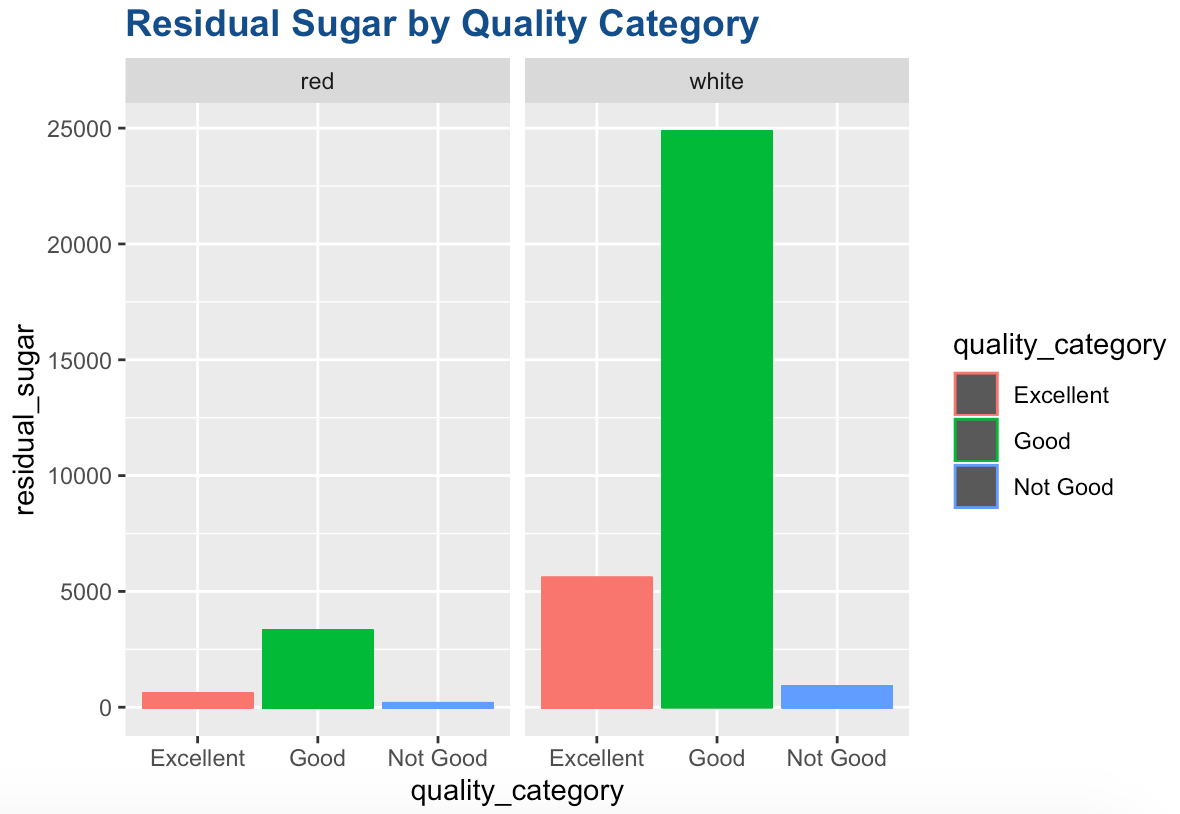 Residual Sugar by Quality Category
red
white
25000
20000
15000
10000
5000
0
residual_sugar
Excellent
Good
Not Good
Excellent
Good
Not Good
quality_category
quality_category
Excellent
Good
Not Good